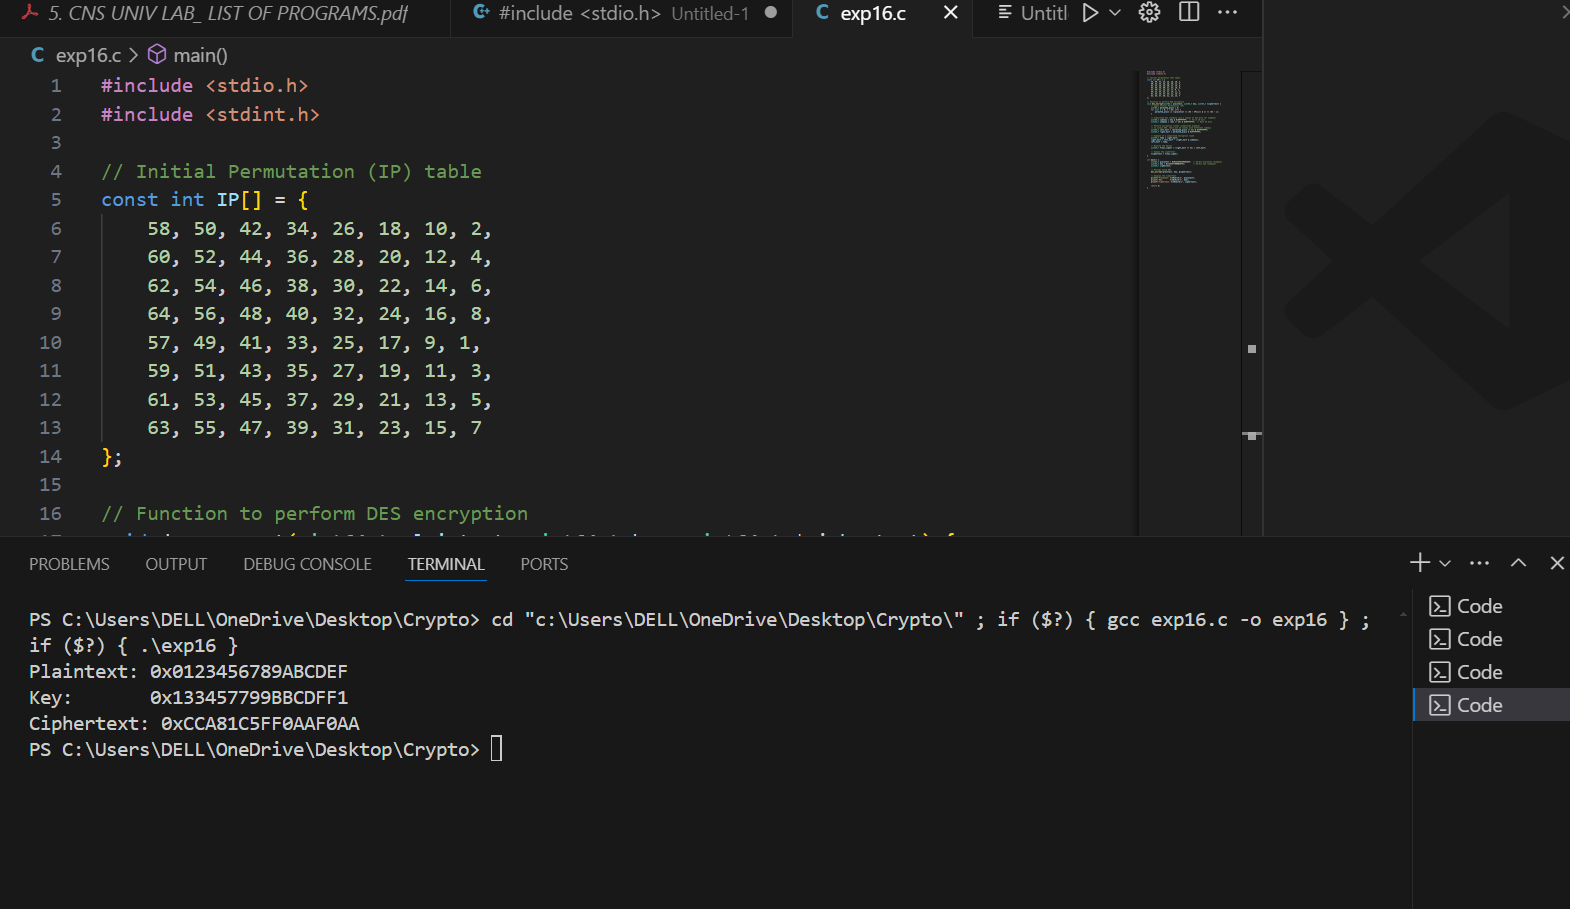 5. CNS UNIV LAB_ LIST OF PROGRAMS.pdf
#include <stdio.h> Untitled-1
exp16.c
Untitl
exp16.c > main()
1 #include <stdio.h>
2 #include <stdint.h>
3
4 // Initial Permutation (IP) table
5 const int IP[] = {
6 58, 50, 42, 34, 26, 18, 10, 2,
7 60, 52, 44, 36, 28, 20, 12, 4,
8 62, 54, 46, 38, 30, 22, 14, 6,
9 64, 56, 48, 40, 32, 24, 16, 8,
10 57, 49, 41, 33, 25, 17, 9, 1,
11 59, 51, 43, 35, 27, 19, 11, 3,
12 61, 53, 45, 37, 29, 21, 13, 5,
13 63, 55, 47, 39, 31, 23, 15, 7
14 };
15
16 // Function to perform DES encryption
PROBLEMS OUTPUT DEBUG CONSOLE TERMINAL PORTS
PS C:\Users\DELL\OneDrive\Desktop\Crypto> cd "c:\Users\DELL\OneDrive\Desktop\Crypto\" ; if ($?) { gcc exp16.c -o exp16 } ;
if ($?) { .\exp16 }
Plaintext: 0x0123456789ABCDEF
Key: 0x133457799BBCDFF1
Ciphertext: 0xCCA81C5FF0AAF0AA
PS C:\Users\DELL\OneDrive\Desktop\Crypto>
Code
Code
Code
Code